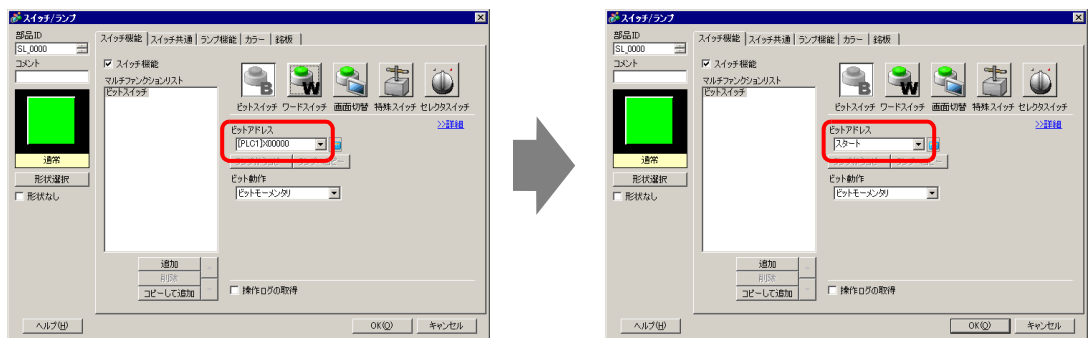 スイッチ/ランプ
部品ID
SL_0000
コメント
通常
形状選択
形状なし
スイッチ機能 スイッチ共通 ランプ機能 カラー 銘板
スイッチ機能
マルチファンクションリスト
ビットスイッチ
ビットスイッチ ワードスイッチ 画面切替 特殊スイッチ セレクタスイッチ
>>詳細
ビットアドレス
[PLC1]X00000
ビット動作
ビットモーメンタリ
追加
削除
コピーして追加
操作ログの取得
ヘルプ(H)
OK(O)
キャンセル
スイッチ/ランプ
部品ID
SL_0000
コメント
通常
形状選択
形状なし
スイッチ機能 スイッチ共通 ランプ機能 カラー 銘板
スイッチ機能
マルチファンクションリスト
ビットスイッチ
ビットスイッチ ワードスイッチ 画面切替 特殊スイッチ セレクタスイッチ
>>詳細
ビットアドレス
スタート
ビット動作
ビットモーメンタリ
追加
削除
コピーして追加
操作ログの取得
ヘルプ(H)
OK(O)
キャンセル